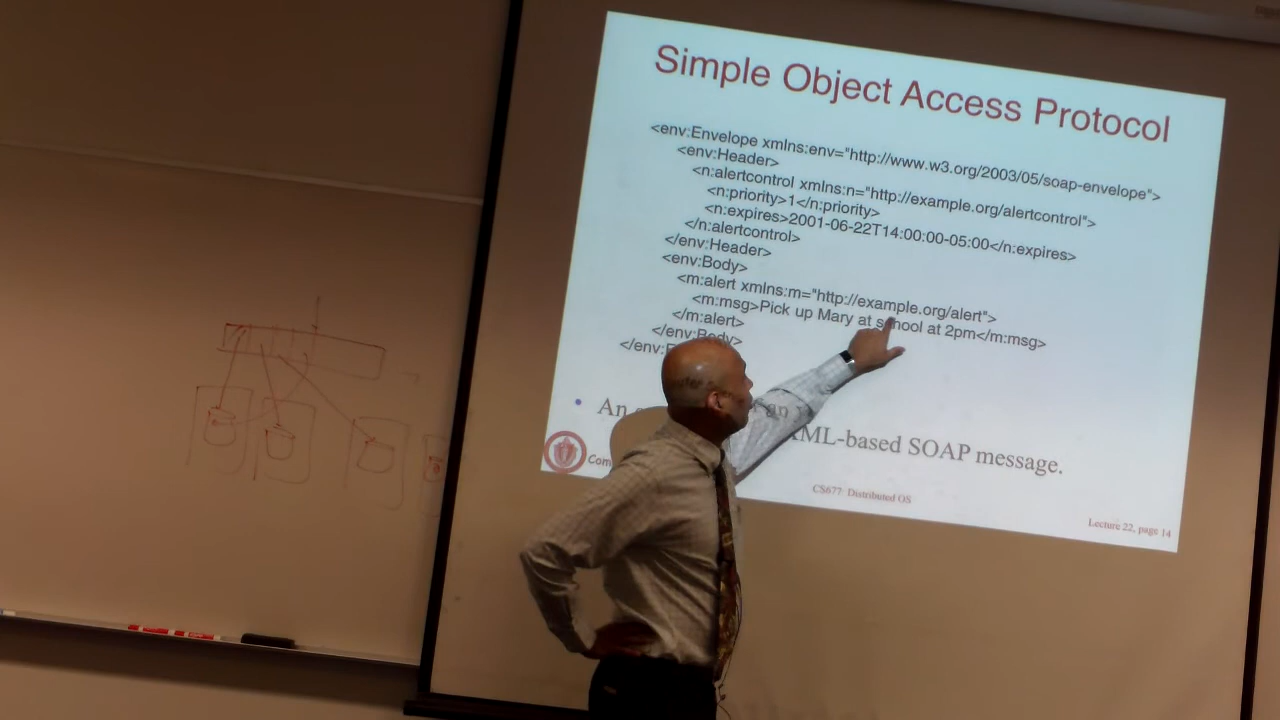 Simple Object Access Protocol
<env:Envelope xmlns:env="http://www.w3.org/2003/05/soap-envelope">
<env:Header>
<n:alertcontrol xmlns:n="http://example.org/alertcontrol">
<n:priority>1</n:priority>
<n:expires>2001-06-22T14:00:00-05:00</n:expires>
</n:alertcontrol>
</env:Header>
<env:Body>
<m:alert xmlns:m="http://example.org/alert">
<m:msg>Pick up Mary at school at 2pm</m:msg>
</m:alert>
</env:Body>
</env:
• An XML-based SOAP message.
CS677 Distributed OS
Lecture 22, page 14